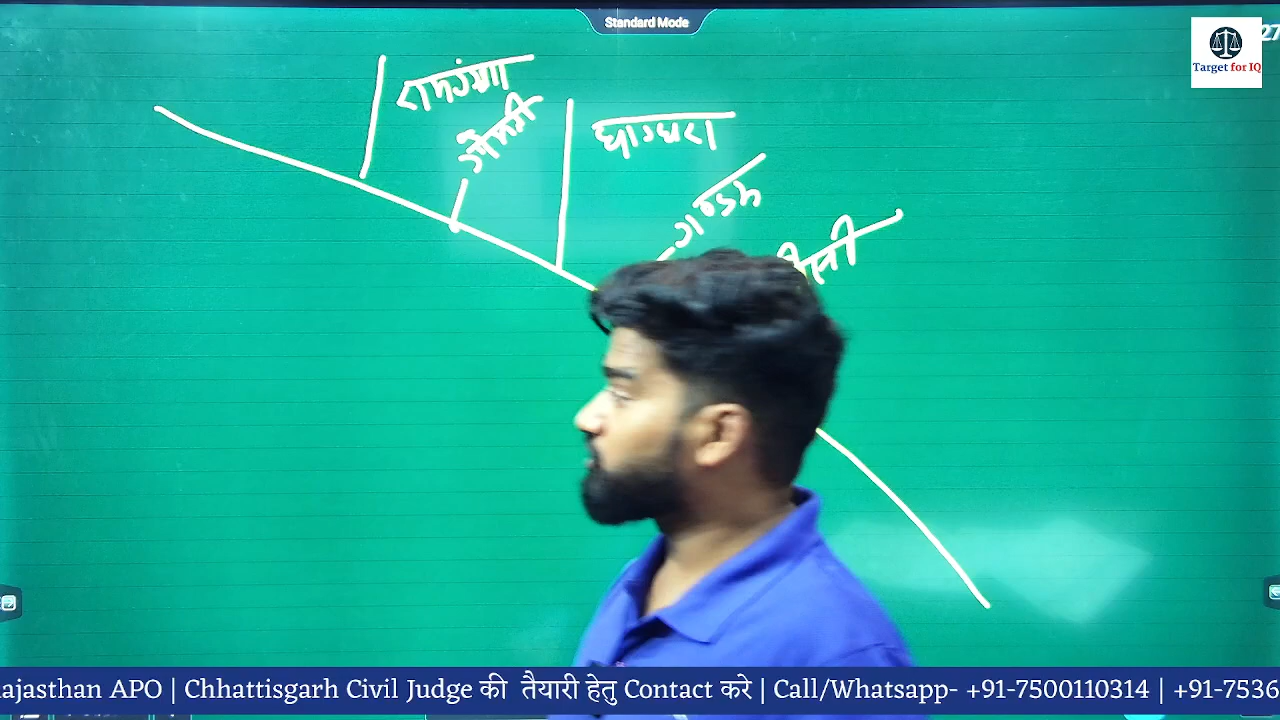 Standard Mode
27
Target for IQ
रामगंगा
गोमती
घाग्घरा
गण्डक
ajasthan APO | Chhattisgarh Civil Judge की तैयारी हेतु Contact करे | Call/Whatsapp- +91-7500110314 | +91-7536